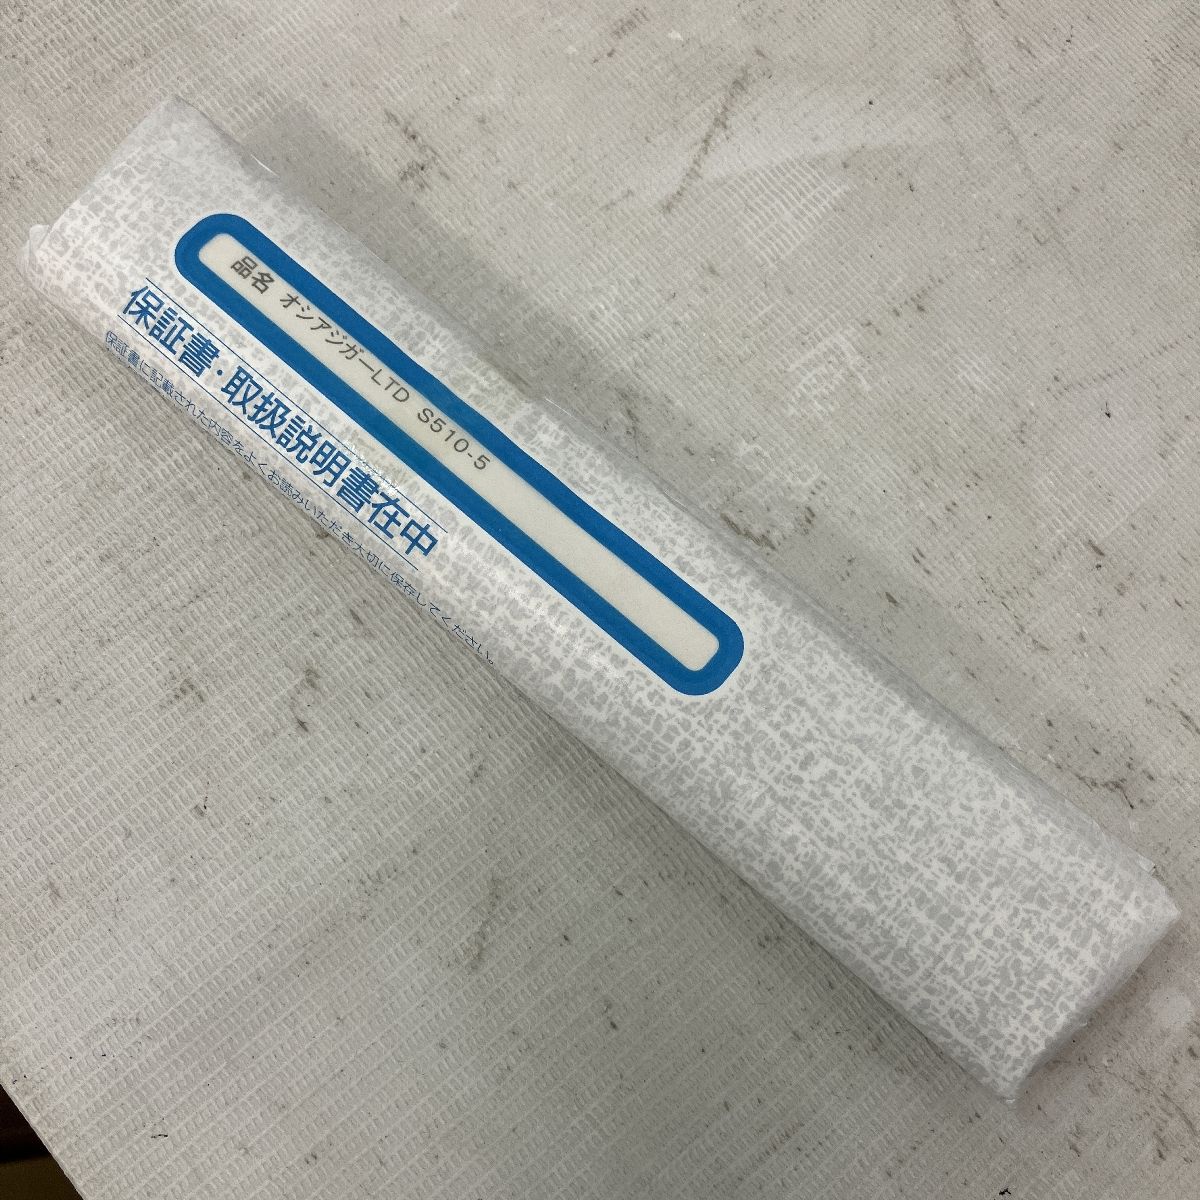 品名 オシアジガーLTD S510-5
保証書・取扱説明書在中
保証書に記載された内容をよくお読みいただき大切に保存してください。